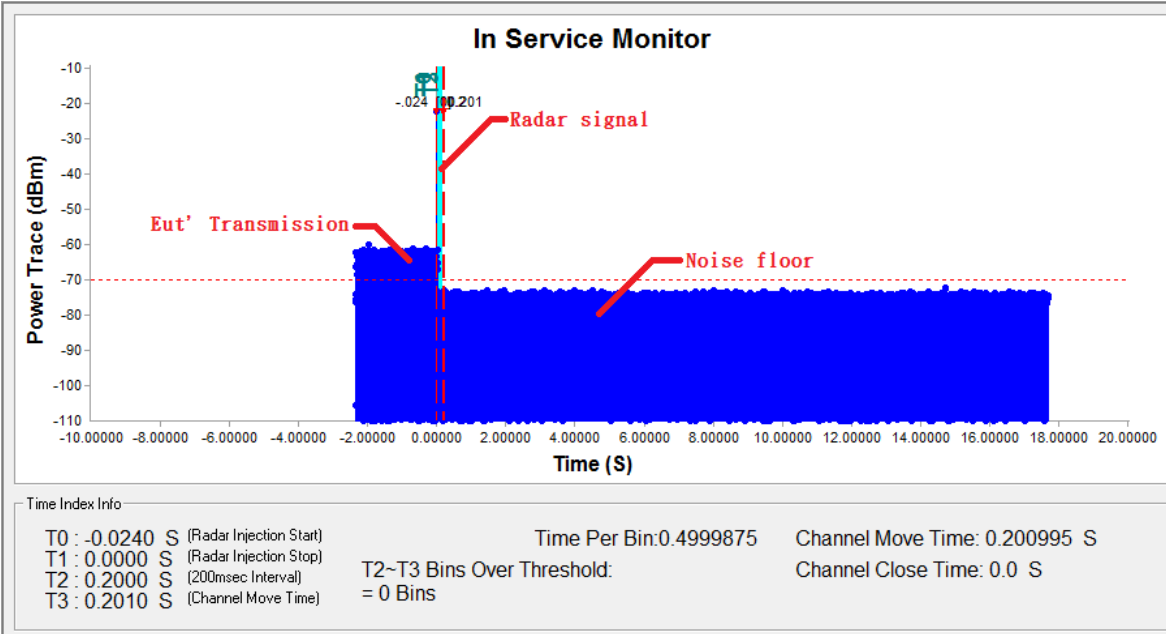 In Service Monitor
-10
-.024
.201
-20
Radar signal
-30
-40
-50
Eut' Transmission
-60
Noise floor
-70
-80
-90
-100
-110
Power Trace (dBm)
-10.00000 -8.00000 -6.00000 -4.00000 -2.00000 0.00000 2.00000 4.00000 6.00000 8.00000 10.00000 12.00000 14.00000 16.00000 18.00000 20.00000
Time (S)
Time Index Info
T0 : -0.0240 S (Radar Injection Start)
T1 : 0.0000 S (Radar Injection Stop)
T2 : 0.2000 S (200msec Interval)
T3 : 0.2010 S (Channel Move Time)
Time Per Bin:0.4999875
T2~T3 Bins Over Threshold:
= 0 Bins
Channel Move Time: 0.200995 S
Channel Close Time: 0.0 S